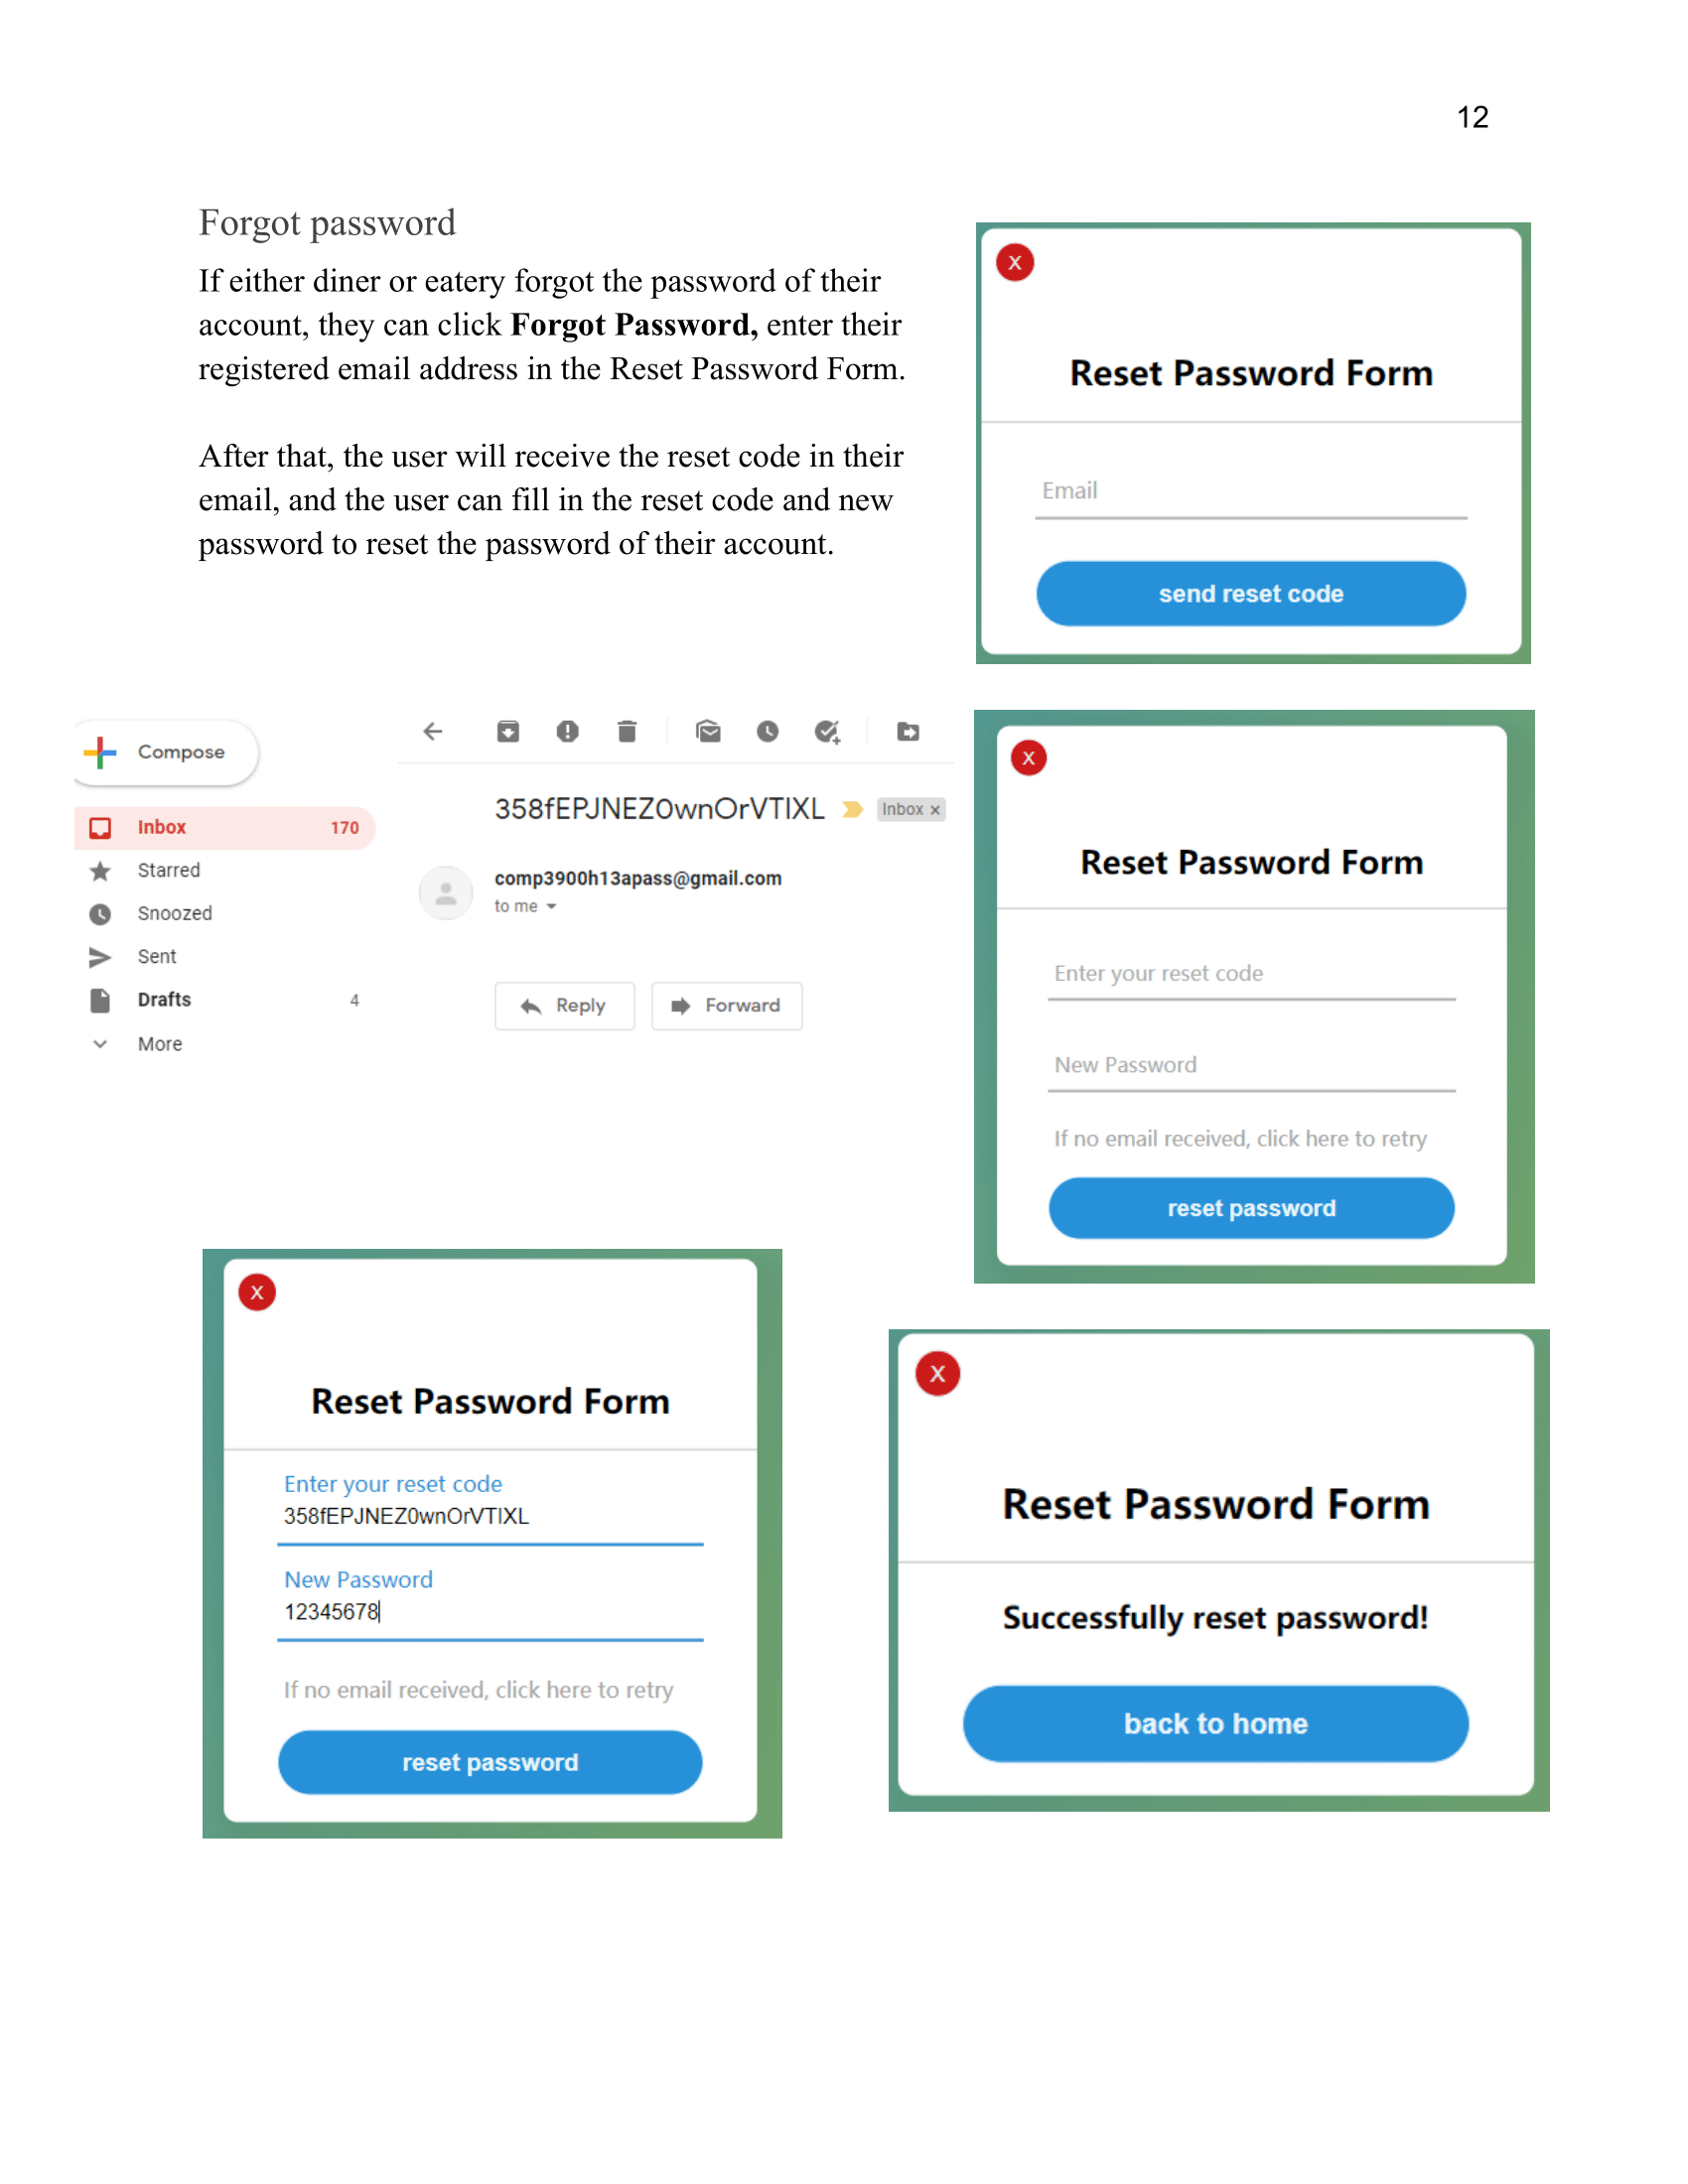 12
Forgot password
If either diner or eatery forgot the password of their
account, they can click Forgot Password, enter their
registered email address in the Reset Password Form.
After that, the user will receive the reset code in their
email, and the user can fill in the reset code and new
password to reset the password of their account.
X
Reset Password Form
Email
send reset code
Compose
Inbox 170
Starred
Snoozed
Sent
Drafts 4
More
358fEPJNEZ0wnOrVTIXL Inbox ×
comp3900h13apass@gmail.com
to me
Reply Forward
X
Reset Password Form
Enter your reset code
New Password
If no email received, click here to retry
reset password
X
Reset Password Form
Enter your reset code
358fEPJNEZ0wnOrVTIXL
New Password
12345678
If no email received, click here to retry
reset password
X
Reset Password Form
Successfully reset password!
back to home